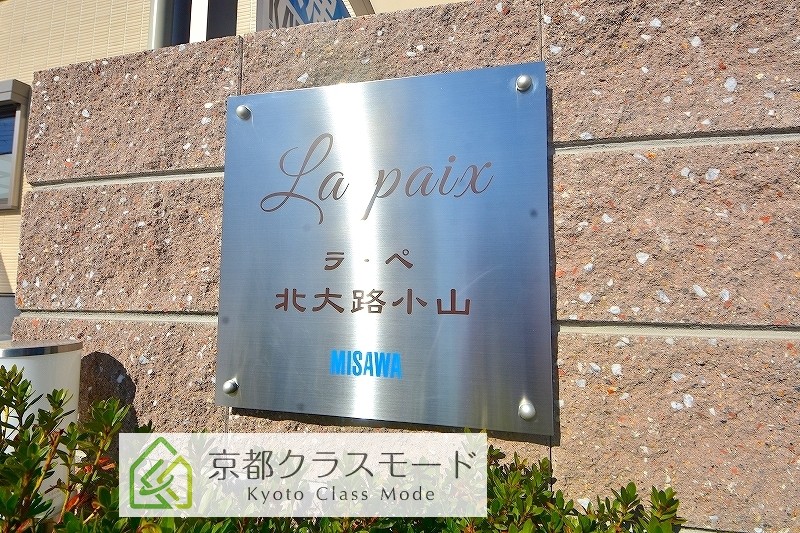 La paix
ラ・ペ
北大路小山
MISAWA
京都クラスモード
Kyoto Class Mode